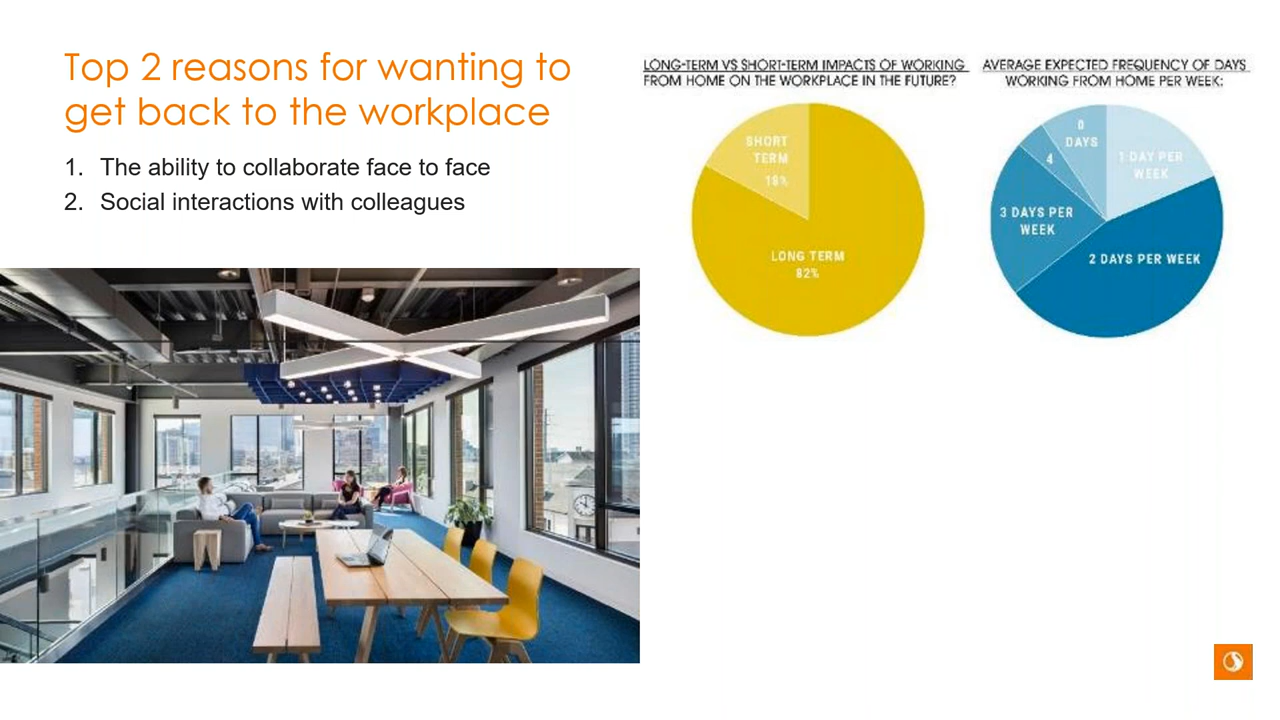 Top 2 reasons for wanting to
get back to the workplace
1. The ability to collaborate face to face
2. Social interactions with colleagues
LONG-TERM VS SHORT-TERM IMPACTS OF WORKING
FROM HOME ON THE WORKPLACE IN THE FUTURE?
SHORT
TERM
18%
LONG TERM
82%
AVERAGE EXPECTED FREQUENCY OF DAYS
WORKING FROM HOME PER WEEK:
0
DAYS
1 DAY PER
WEEK
4
3 DAYS PER
WEEK
2 DAYS PER WEEK